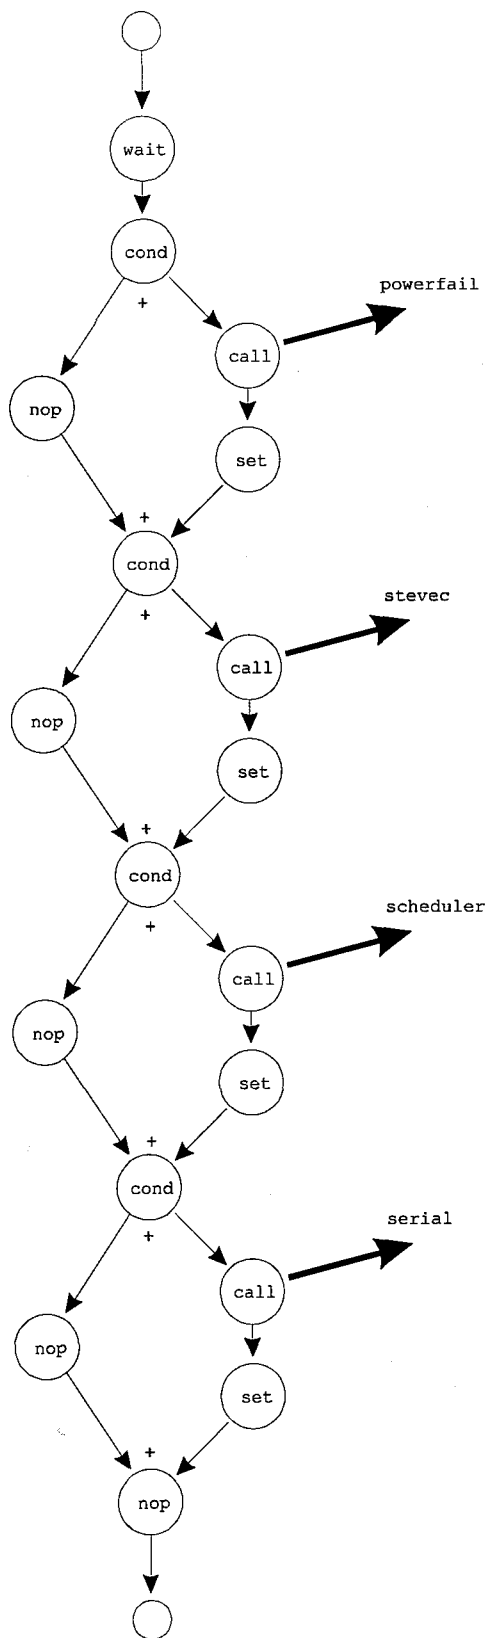 wait
cond
powerfail
+
call
nop
set
+
cond
stevec
+
call
nop
set
+
cond
scheduler
+
call
nop
set
+
cond
serial
+
call
nop
set
+
nop